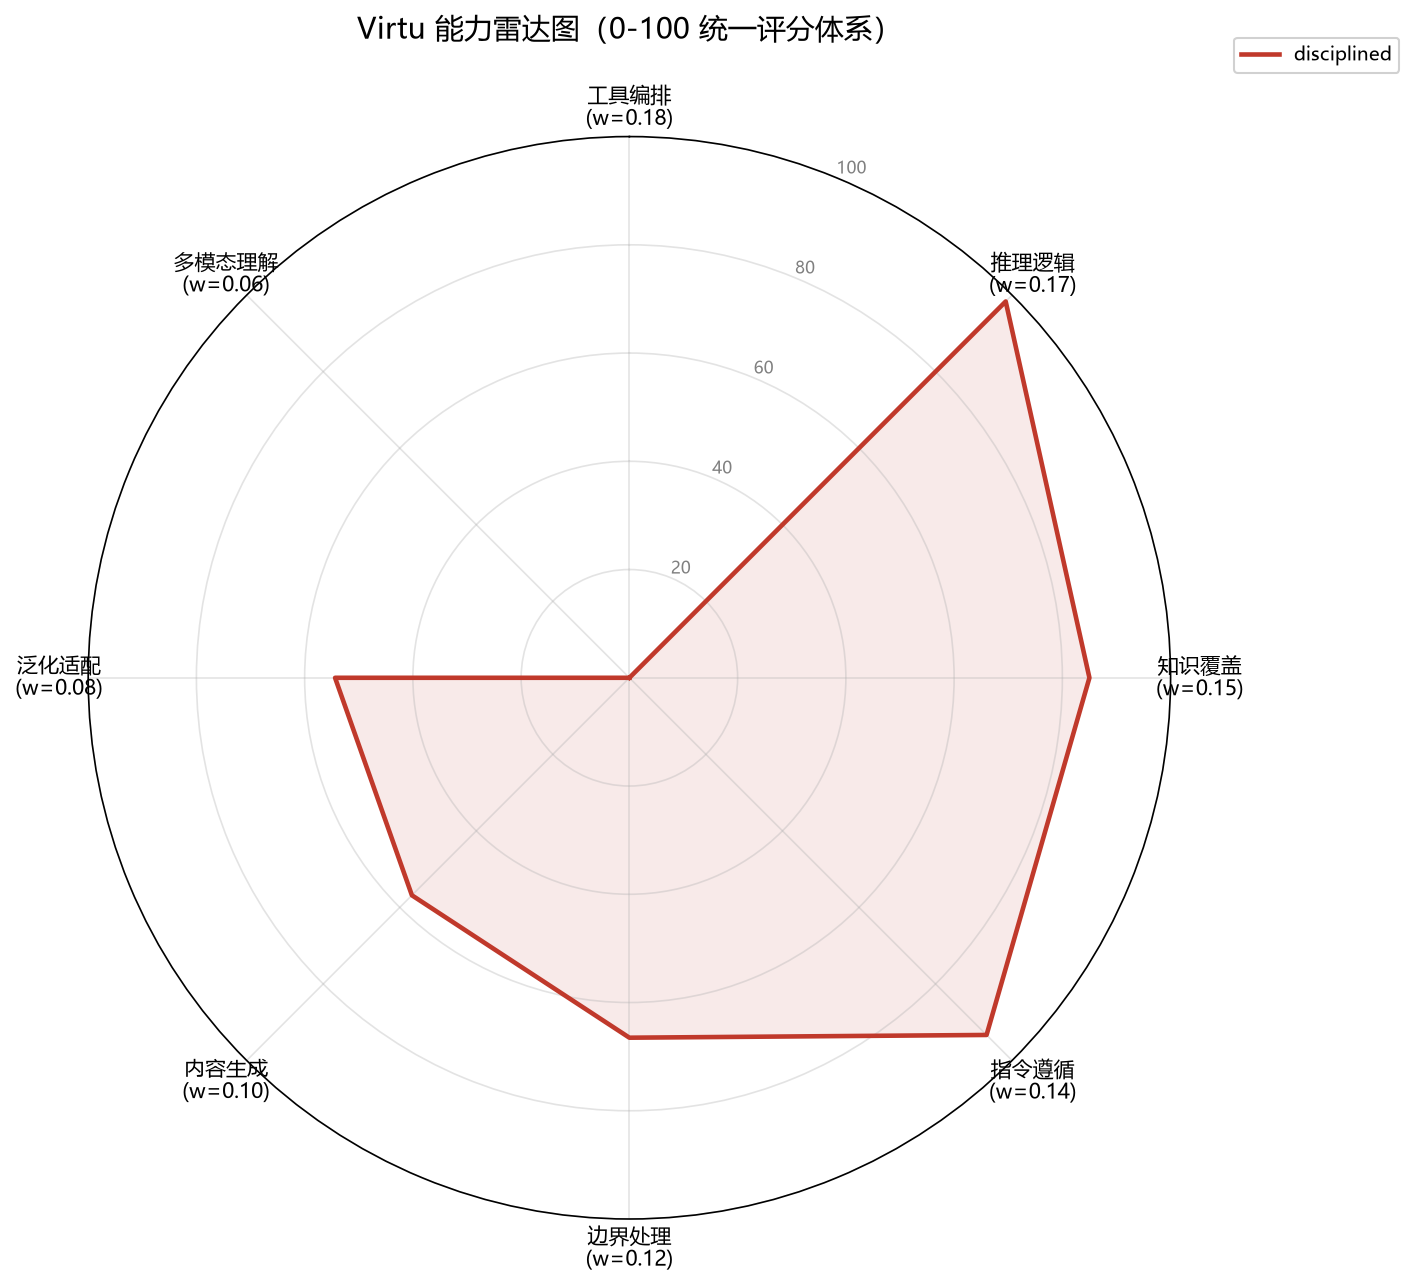 Virtu 能力雷达图（0-100 统一评分体系）
disciplined
工具编排
(w=0.18)
100
多模态理解
(w=0.06)
80
推理逻辑
(w=0.17)
60
40
20
泛化适配
(w=0.08)
知识覆盖
(w=0.15)
内容生成
(w=0.10)
指令遵循
(w=0.14)
边界处理
(w=0.12)